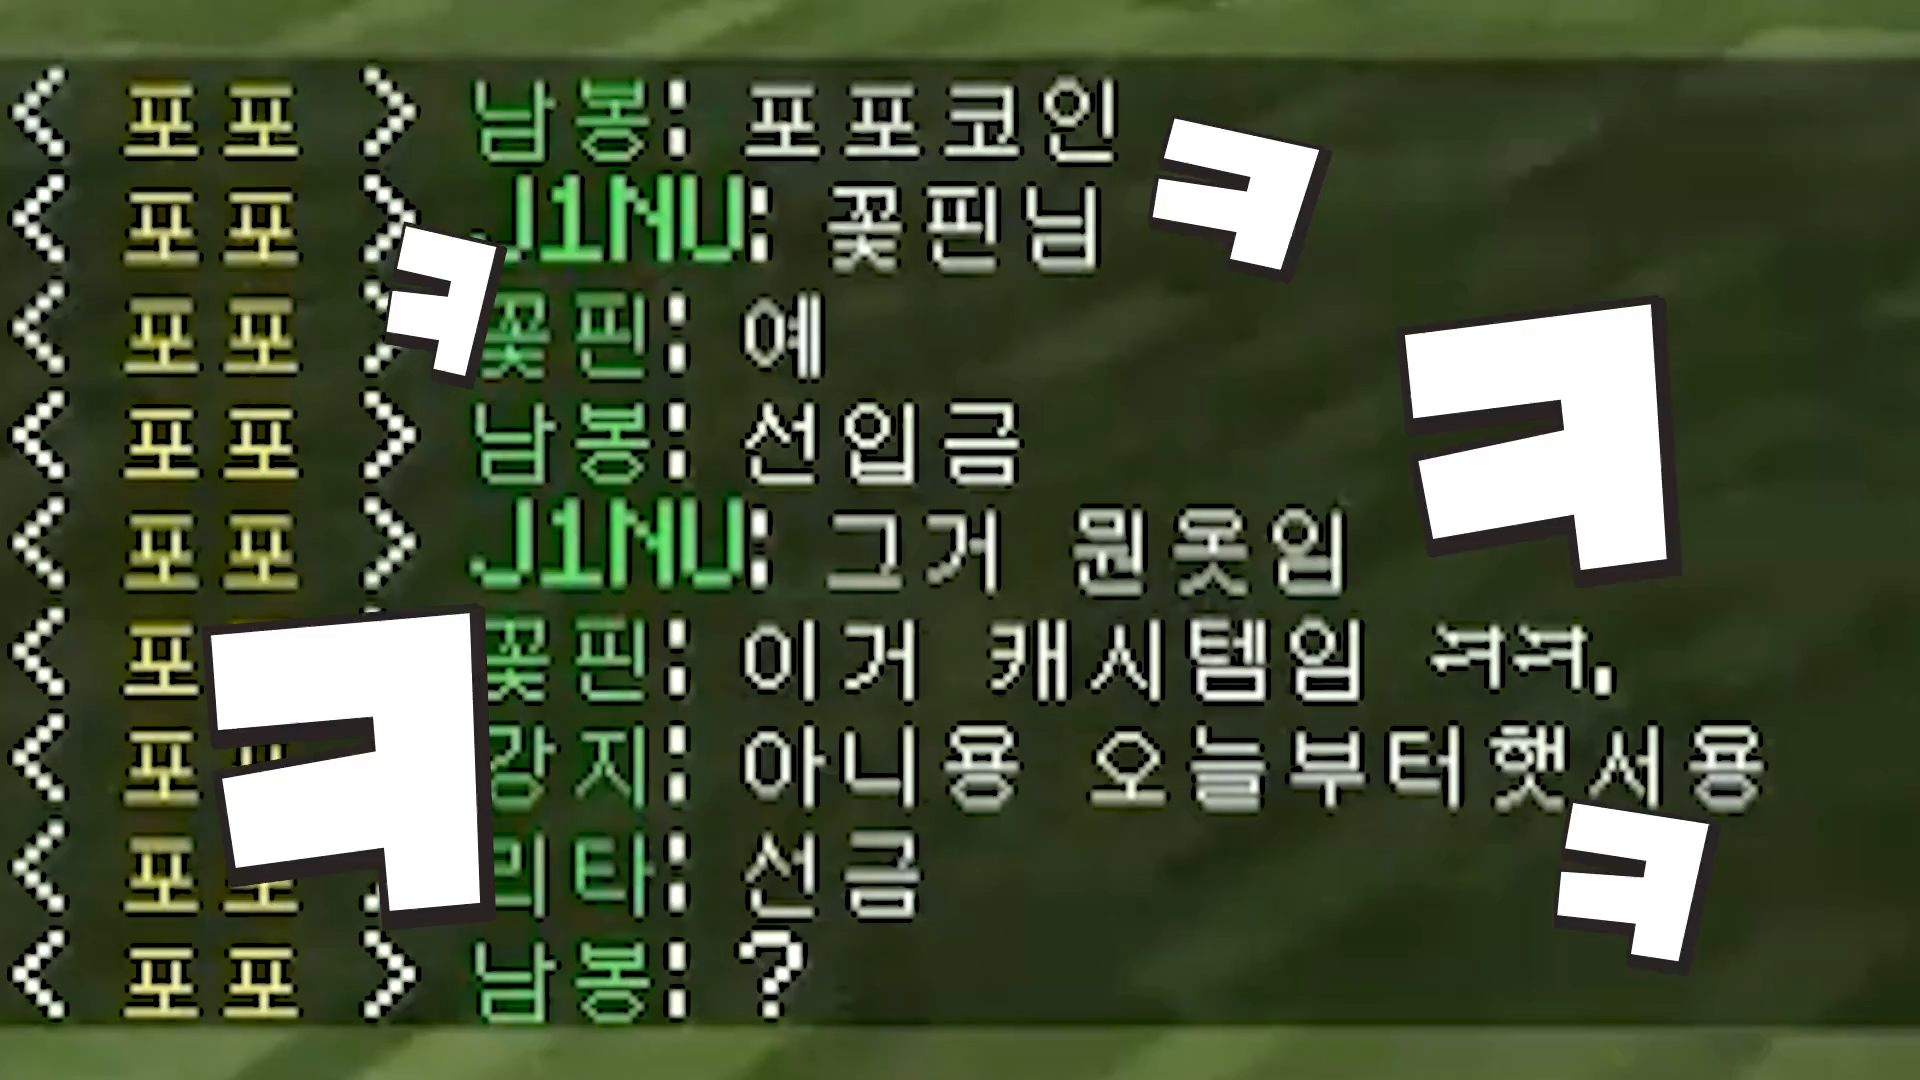 < 포포 > 남봉: 포포코인
< 포포 > J1NU: 꽃핀님
< 포포 > 꽃핀: 예
< 포포 > 남봉: 선입금
< 포포 > J1NU: 그거 뭔옷임
< 포 꽃핀: 이거 캐시템임 ㅋㅋ,
< 포 강지: 아니용 오늘부터햇서용
< 포포 > 리타: 선금
< 포포 > 남봉: ?
ㅋ
ㅋ
ㅋ
ㅋ
ㅋ